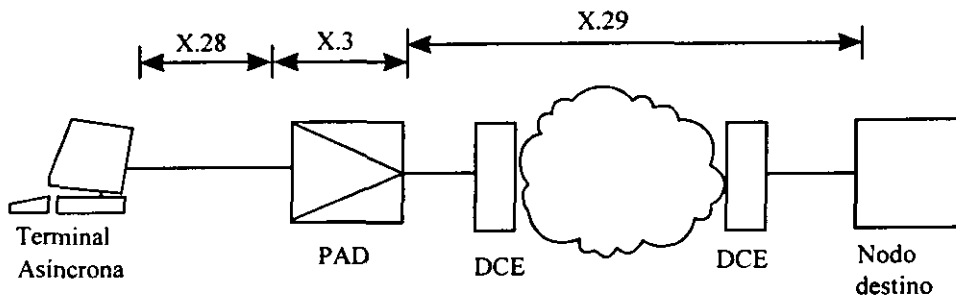 X.28
X.3
X.29
Terminal
Asíncrona
PAD
DCE
DCE
Nodo
destino